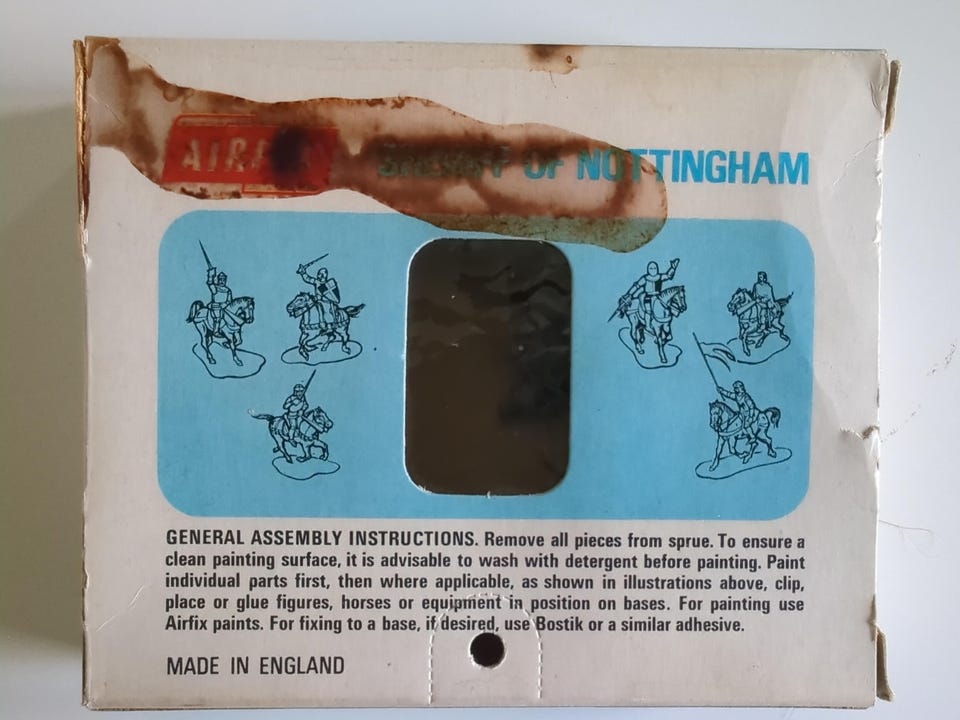 AIRFIX
SHERIFF OF NOTTINGHAM
GENERAL ASSEMBLY INSTRUCTIONS. Remove all pieces from sprue. To ensure a
clean painting surface, it is advisable to wash with detergent before painting. Paint
individual parts first, then where applicable, as shown in illustrations above, clip,
place or glue figures, horses or equipment in position on bases. For painting use
Airfix paints. For fixing to a base, if desired, use Bostik or a similar adhesive.
MADE IN ENGLAND